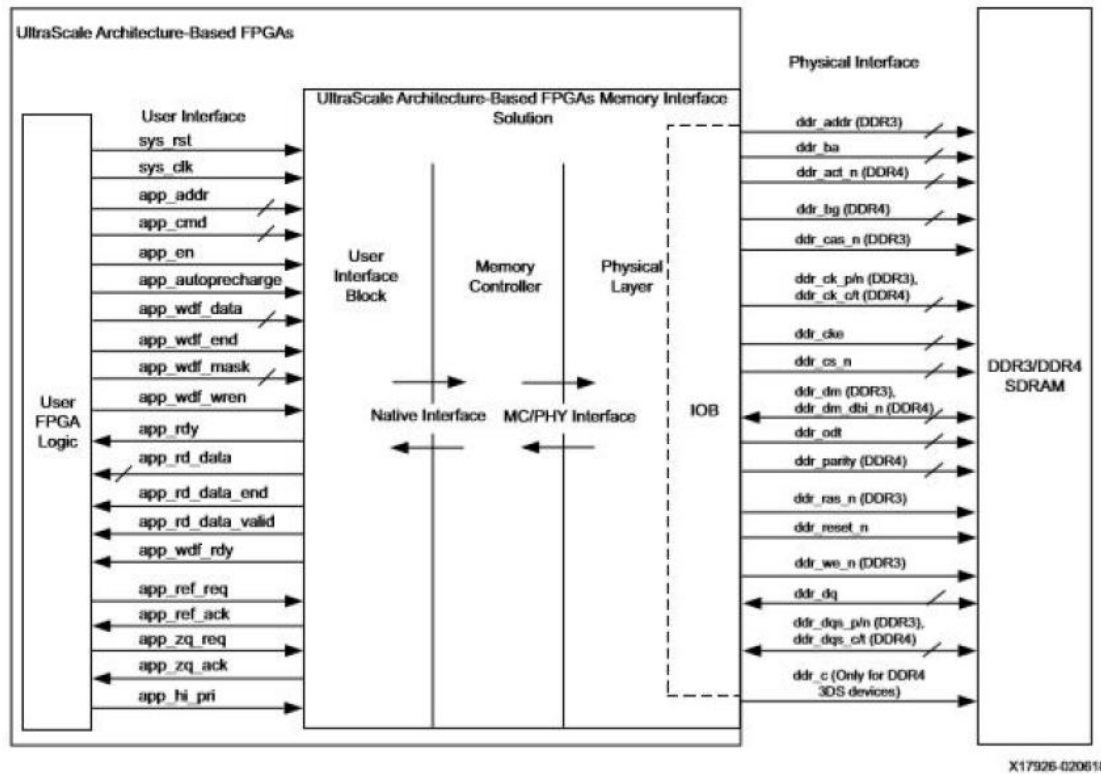 UltraScale Architecture-Based FPGAs
Physical Interface
User Interface
UltraScale Architecture-Based FPGAs Memory Interface
Solution
sys_rst
sys_clk
app_addr
app_cmd
app_en
app_autoprecharge
app_wdf_data
app_wdf_end
app_wdf_mask
app_wdf_wren
app_rdy
app_rd_data
app_rd_data_end
app_rd_data_valid
app_wdf_rdy
app_ref_req
app_ref_ack
app_zq_req
app_zq_ack
app_hi_pri
User
FPGA
Logic
User
Interface
Block
Memory
Controller
Physical
Layer
Native Interface
MC/PHY Interface
IOB
ddr_addr (DDR3)
ddr_ba
ddr_act_n (DDR4)
ddr_bg (DDR4)
ddr_cas_n (DDR3)
ddr_ck_p/n (DDR3),
ddr_ck_c/t (DDR4)
ddr_cke
ddr_cs_n
ddr_dm (DDR3),
ddr_dm_dbi_n (DDR4)
ddr_odt
ddr_parity (DDR4)
ddr_ras_n (DDR3)
ddr_reset_n
ddr_we_n (DDR3)
ddr_dq
ddr_dqs_p/n (DDR3),
ddr_dqs_c/t (DDR4)
ddr_c (Only for DDR4
3DS devices)
DDR3/DDR4
SDRAM
X17926-020618